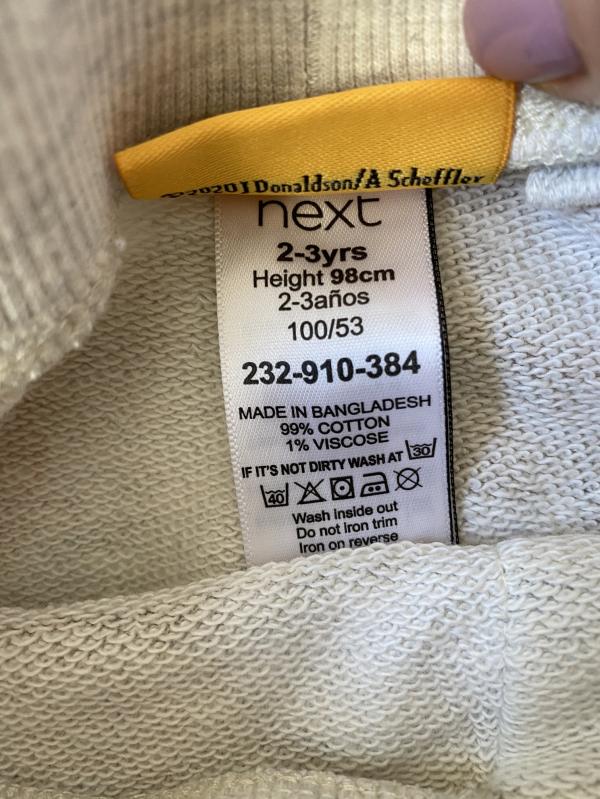 ©2020 J Donaldson/A Scheffler
next
2-3yrs
Height 98cm
2-3años
100/53
232-910-384
MADE IN BANGLADESH
99% COTTON
1% VISCOSE
IF IT'S NOT DIRTY WASH AT 30
40
Wash inside out
Do not iron trim
Iron on reverse